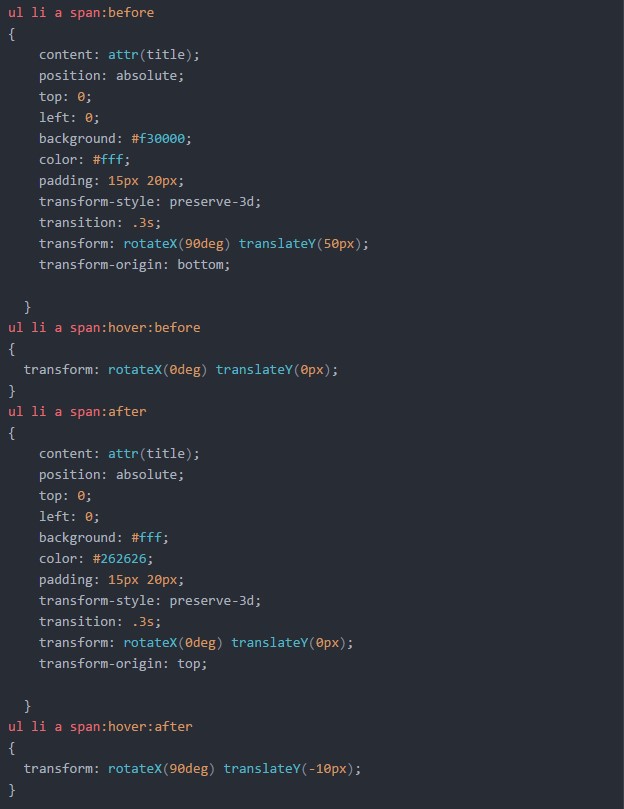 ul li a span:before
{
    content: attr(title);
    position: absolute;
    top: 0;
    left: 0;
    background: #f30000;
    color: #fff;
    padding: 15px 20px;
    transform-style: preserve-3d;
    transition: .3s;
    transform: rotateX(90deg) translateY(50px);
    transform-origin: bottom;

  }
ul li a span:hover:before
{
  transform: rotateX(0deg) translateY(0px);
}
ul li a span:after
{
    content: attr(title);
    position: absolute;
    top: 0;
    left: 0;
    background: #fff;
    color: #262626;
    padding: 15px 20px;
    transform-style: preserve-3d;
    transition: .3s;
    transform: rotateX(0deg) translateY(0px);
    transform-origin: top;

  }
ul li a span:hover:after
{
  transform: rotateX(90deg) translateY(-10px);
}